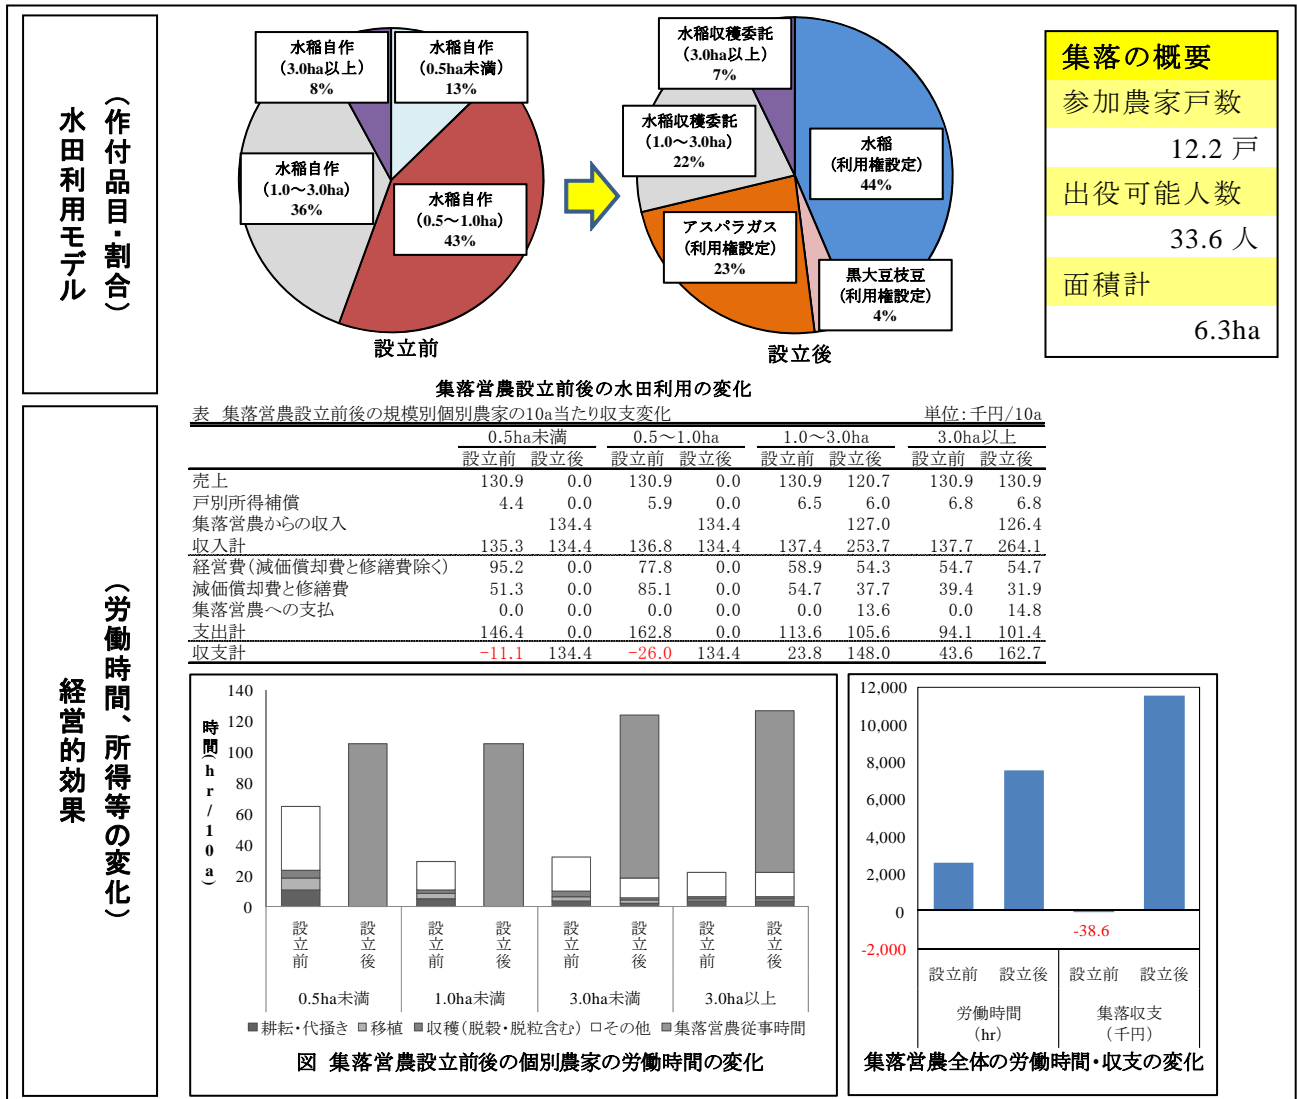 水田利用モデル
(作付品目・割合)
水稲自作
(3.0ha以上)
8%
水稲自作
(0.5ha未満)
13%
水稲自作
(1.0～3.0ha)
36%
水稲自作
(0.5～1.0ha)
43%
設立前
水稲収穫委託
(3.0ha以上)
7%
水稲収穫委託
(1.0～3.0ha)
22%
水稲
(利用権設定)
44%
アスパラガス
(利用権設定)
23%
黒大豆枝豆
(利用権設定)
4%
設立後
集落営農設立前後の水田利用の変化
集落の概要
参加農家戸数
12.2 戸
出役可能人数
33.6 人
面積計
6.3ha
経営的効果
(労働時間、所得等の変化)
表 集落営農設立前後の規模別個別農家の10a当たり収支変化 単位:千円/10a
0.5ha未満 0.5～1.0ha 1.0～3.0ha 3.0ha以上
設立前 設立後 設立前 設立後 設立前 設立後 設立前 設立後
売上 130.9 0.0 130.9 0.0 130.9 120.7 130.9 130.9
戸別所得補償 4.4 0.0 5.9 0.0 6.5 6.0 6.8 6.8
集落営農からの収入 134.4 134.4 127.0 126.4
収入計 135.3 134.4 136.8 134.4 137.4 253.7 137.7 264.1
経営費(減価償却費と修繕費除く) 95.2 0.0 77.8 0.0 58.9 54.3 54.7 54.7
減価償却費と修繕費 51.3 0.0 85.1 0.0 54.7 37.7 39.4 31.9
集落営農への支払 0.0 0.0 0.0 0.0 0.0 13.6 0.0 14.8
支出計 146.4 0.0 162.8 0.0 113.6 105.6 94.1 101.4
収支計 -11.1 134.4 -26.0 134.4 23.8 148.0 43.6 162.7
時間(hr/10a)
140
120
100
80
60
40
20
0
設立前 設立後 設立前 設立後 設立前 設立後 設立前 設立後
0.5ha未満 1.0ha未満 3.0ha未満 3.0ha以上
耕耘・代掻き 移植 収穫(脱穀・脱粒含む) その他 集落営農従事時間
図 集落営農設立前後の個別農家の労働時間の変化
12,000
10,000
8,000
6,000
4,000
2,000
0
-2,000
-38.6
設立前 設立後 設立前 設立後
労働時間 集落収支
(hr) (千円)
集落営農全体の労働時間・収支の変化